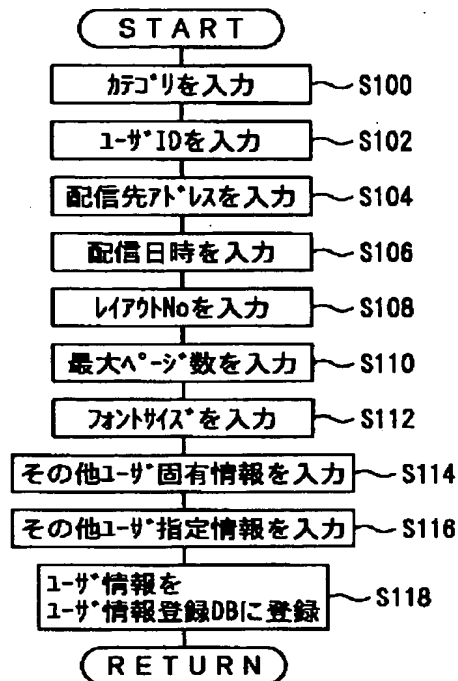 START
ｶﾃｺﾞﾘを入力 S100
ﾕｰｻﾞIDを入力 S102
配信先ｱﾄﾞﾚｽを入力 S104
配信日時を入力 S106
ﾚｲｱｳﾄNoを入力 S108
最大ﾍﾟｰｼﾞ数を入力 S110
ﾌｫﾝﾄｻｲｽﾞを入力 S112
その他ﾕｰｻﾞ固有情報を入力 S114
その他ﾕｰｻﾞ指定情報を入力 S116
ﾕｰｻﾞ情報を
ﾕｰｻﾞ情報登録DBに登録 S118
RETURN